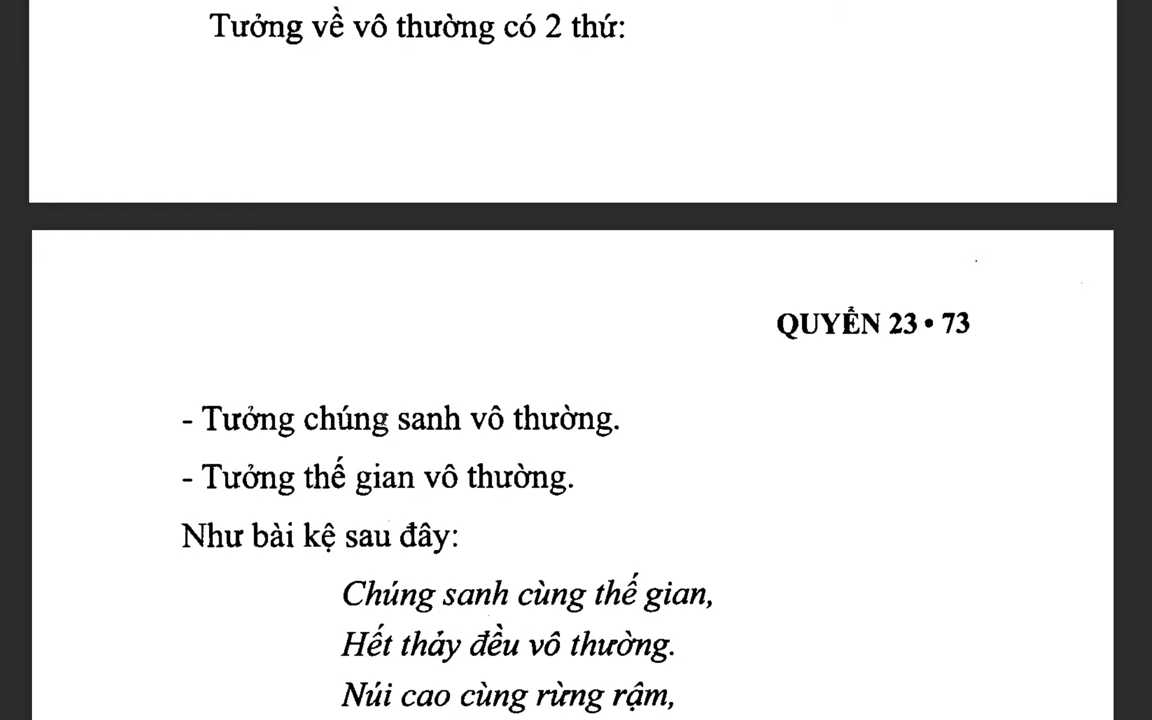 Tưởng về vô thường có 2 thứ:
QUYỂN 23 • 73
- Tưởng chúng sanh vô thường.
- Tưởng thế gian vô thường.
Như bài kệ sau đây:
Chúng sanh cùng thế gian,
Hết thảy đều vô thường.
Núi cao cùng rừng rậm,